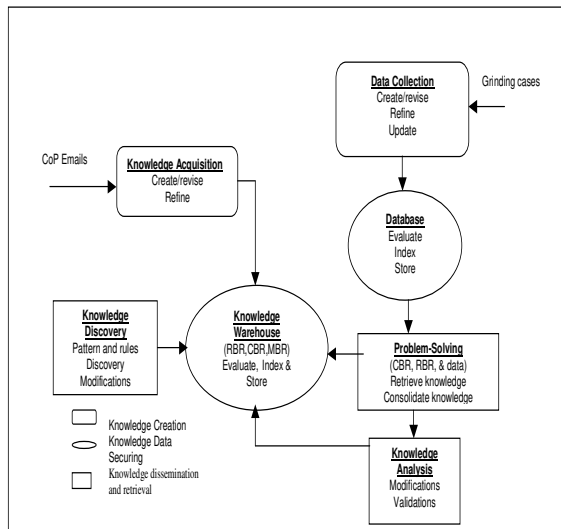 Data Collection
Create/revise
Refine
Update
Grinding cases
CoP Emails
Knowledge Acquisition
Create/revise
Refine
Database
Evaluate
Index
Store
Knowledge
Discovery
Pattern and rules
Discovery
Modifications
Knowledge
Warehouse
(RBR,CBR,MBR)
Evaluate, Index &
Store
Problem-Solving
(CBR, RBR, & data)
Retrieve knowledge
Consolidate knowledge
Knowledge
Analysis
Modifications
Validations
Knowledge Creation
Knowledge Data
Securing
Knowledge dissemination
and retrieval